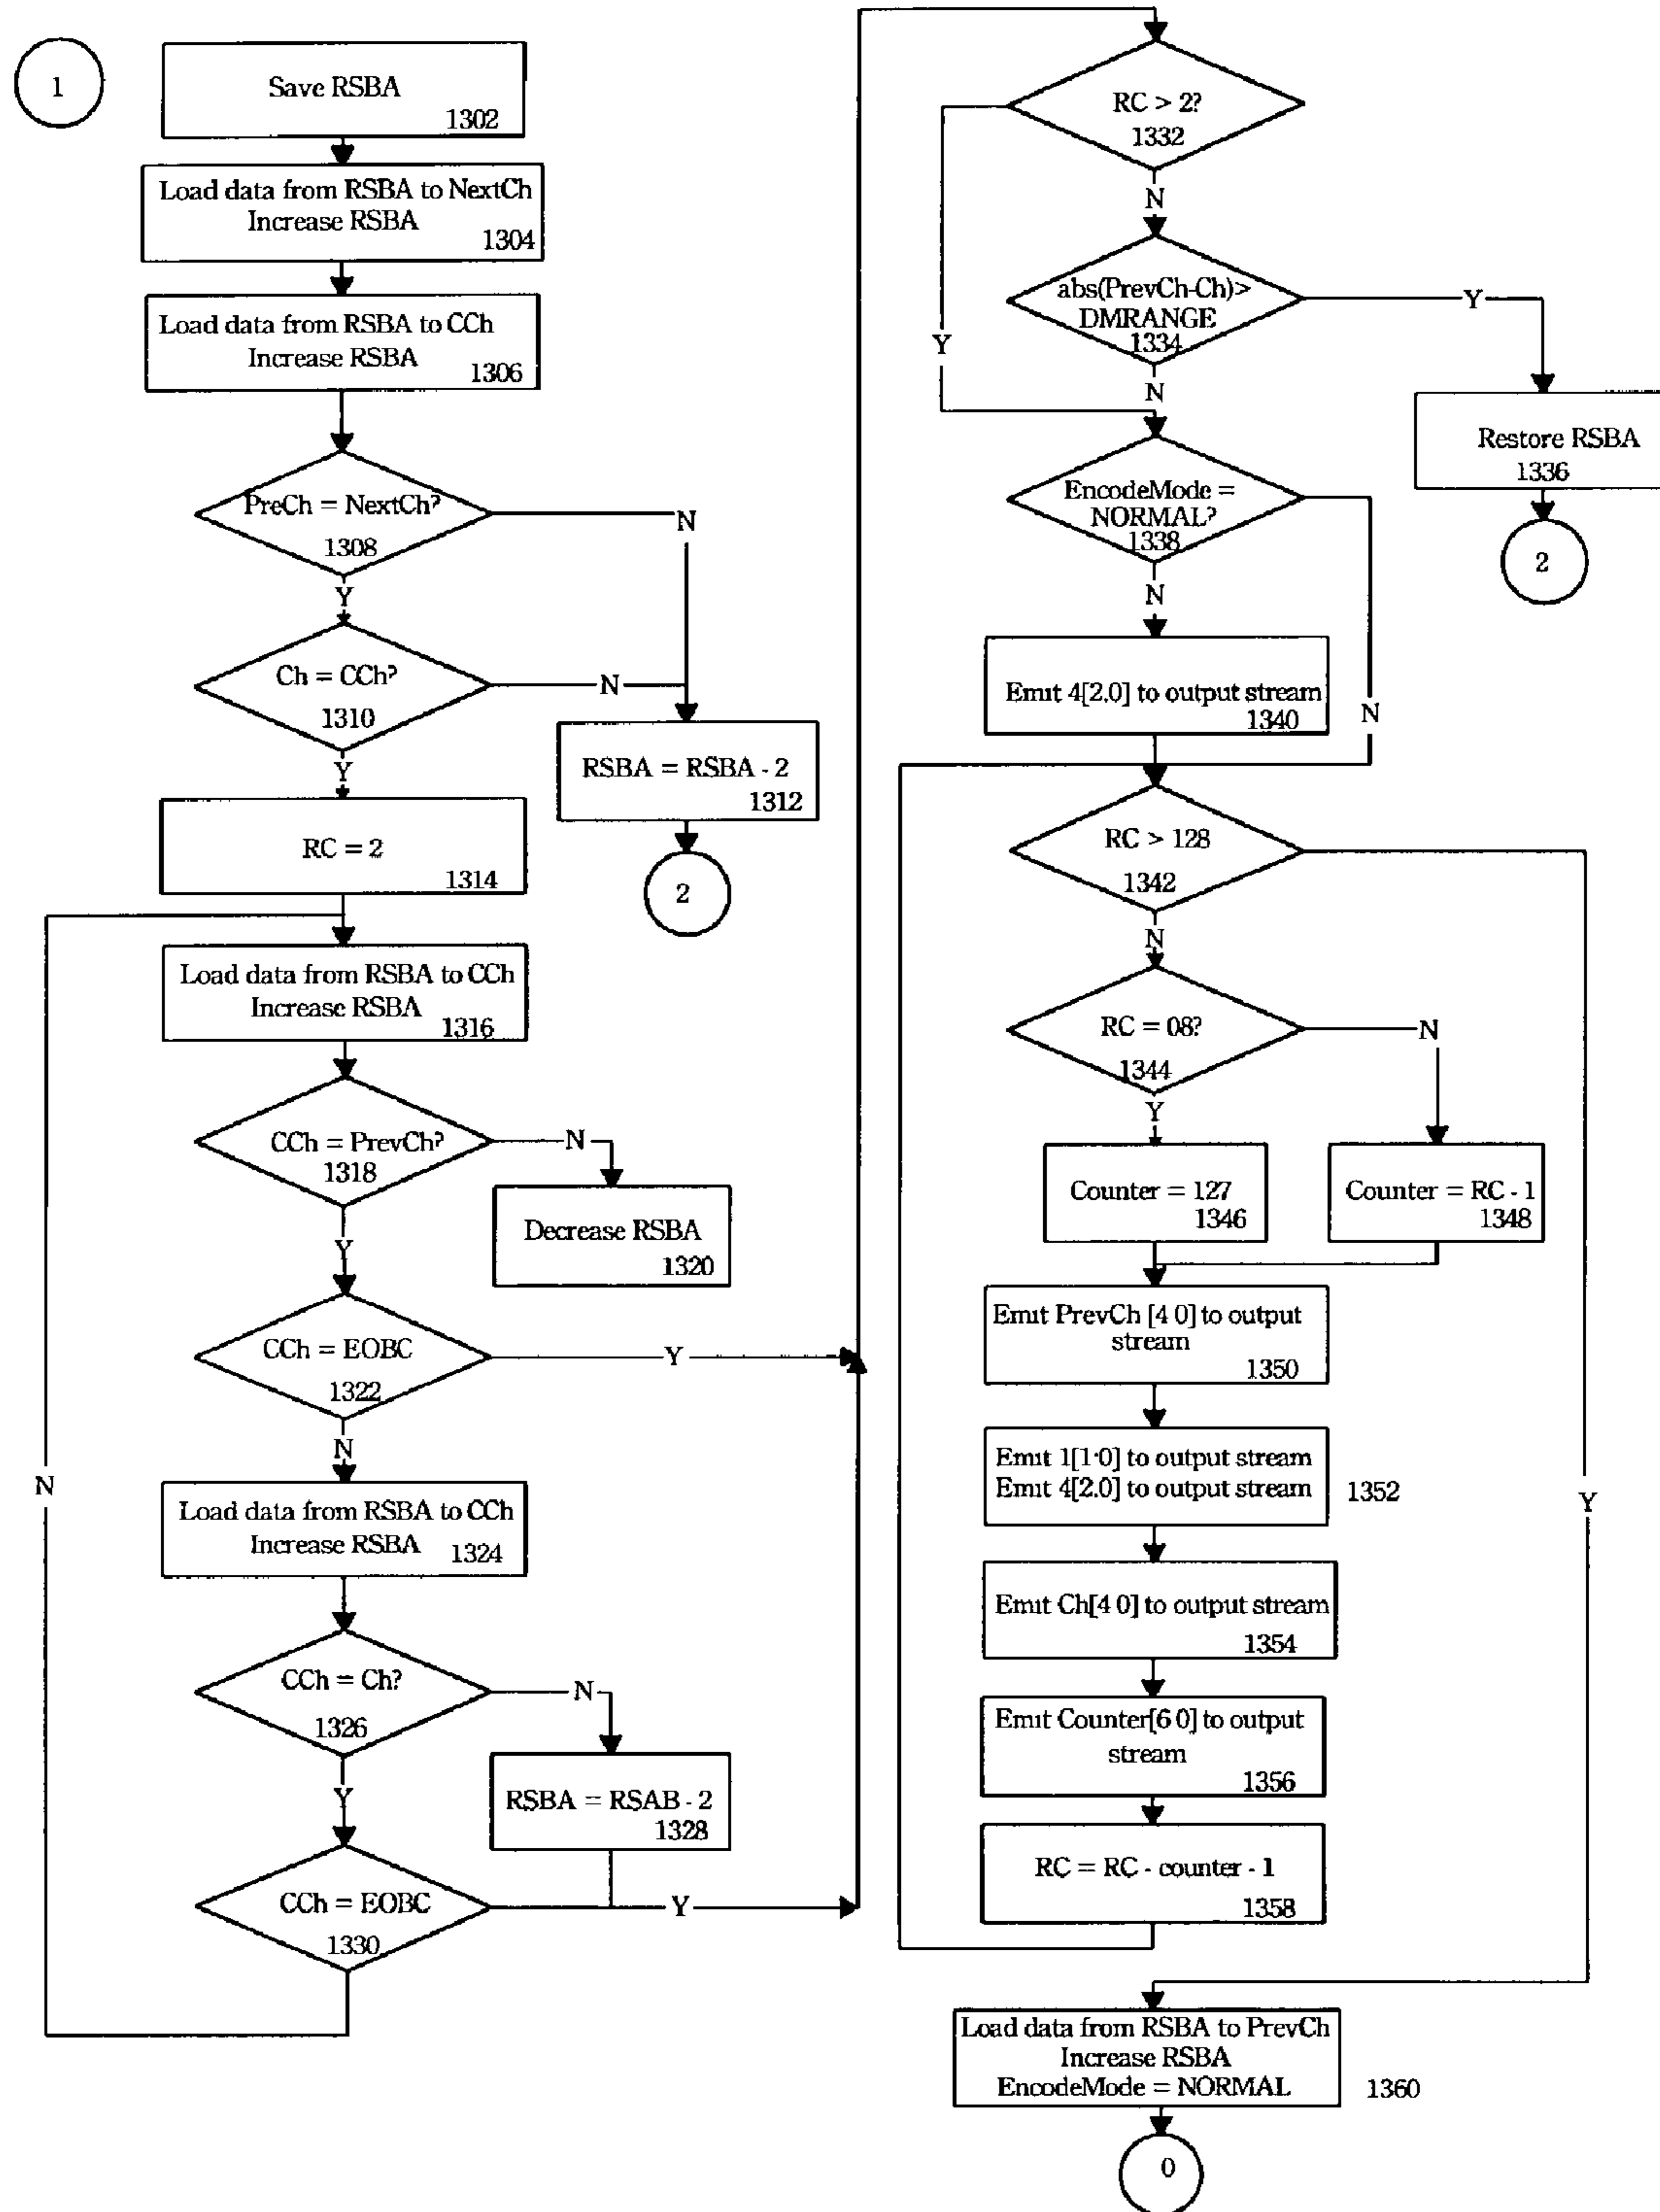 1
Save RSBA
1302
Load data from RSBA to NextCh
Increase RSBA
1304
Load data from RSBA to CCh
Increase RSBA
1306
PreCh = NextCh?
1308
N
Y
Ch = CCh?
1310
N
Y
RSBA = RSBA - 2
1312
2
RC = 2
1314
Load data from RSBA to CCh
Increase RSBA
1316
CCh = PrevCh?
1318
N
Y
Decrease RSBA
1320
CCh = EOBC
1322
Y
N
Load data from RSBA to CCh
Increase RSBA
1324
N
CCh = Ch?
1326
N
Y
RSBA = RSAB - 2
1328
CCh = EOBC
1330
Y
RC > 2?
1332
N
Y
abs(PrevCh-Ch)>
DMRANGE
1334
Y
N
Restore RSBA
1336
2
EncodeMode =
NORMAL?
1338
N
N
Emit 4[2.0] to output stream
1340
RC > 128
1342
N
Y
RC = 08?
1344
N
Y
Counter = 127
1346
Counter = RC - 1
1348
Emit PrevCh [4 0] to output
stream
1350
Emit 1[1:0] to output stream
Emit 4[2.0] to output stream
1352
Emit Ch[4 0] to output stream
1354
Emit Counter[6 0] to output
stream
1356
RC = RC - counter - 1
1358
Load data from RSBA to PrevCh
Increase RSBA
EncodeMode = NORMAL
1360
0